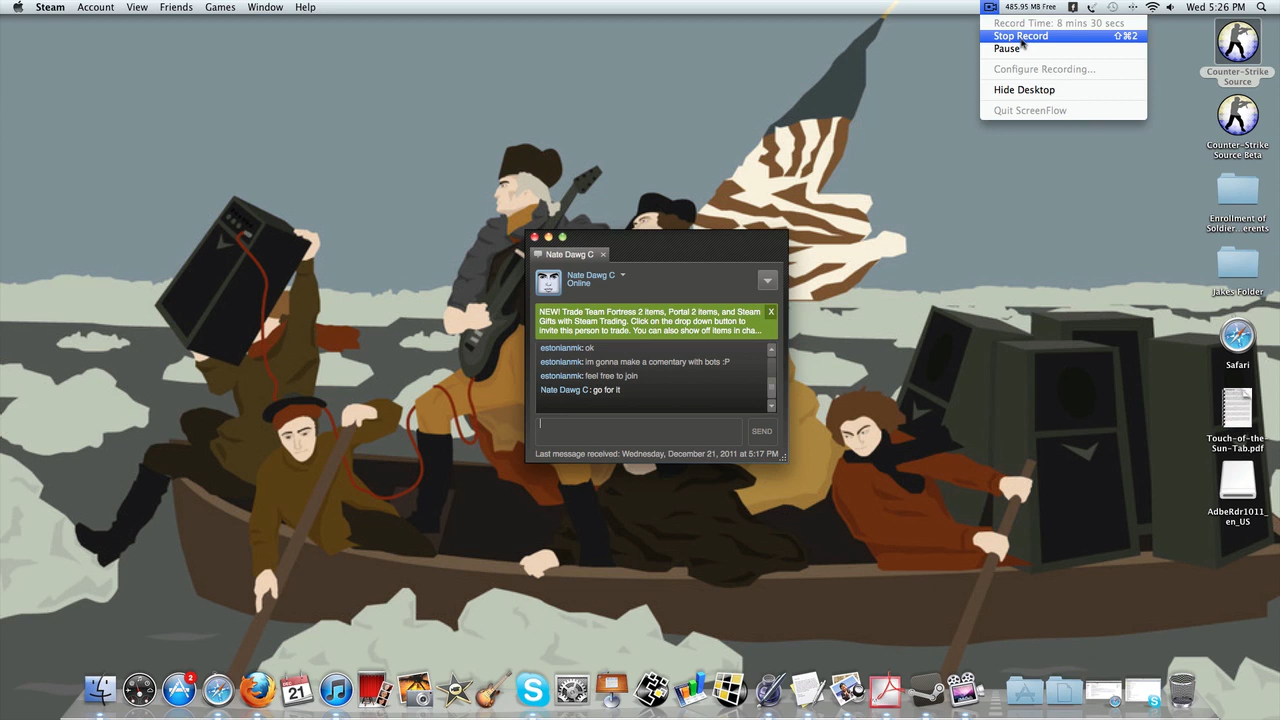 Steam Account View Friends Games Window Help 485.95 MB Free Wed 5:26 PM
Record Time: 8 mins 30 secs
Stop Record ⇧⌘2
Pause
Configure Recording...
Hide Desktop
Quit ScreenFlow
Counter-Strike
Source
Counter-Strike
Source Beta
Enrollment of
Soldier...erents
Jakes Folder
Safari
Touch-of-the
Sun-Tab.pdf
AdbeRdr1011_
en_US
Nate Dawg C
Nate Dawg C
Online
NEW! Trade Team Fortress 2 items, Portal 2 items, and Steam
Gifts with Steam Trading. Click on the drop down button to
invite this person to trade. You can also show off items in cha...
X
estonianmk: ok
estonianmk: im gonna make a comentary with bots :P
estonianmk: feel free to join
Nate Dawg C : go for it
SEND
Last message received: Wednesday, December 21, 2011 at 5:17 PM
2
DEC
21